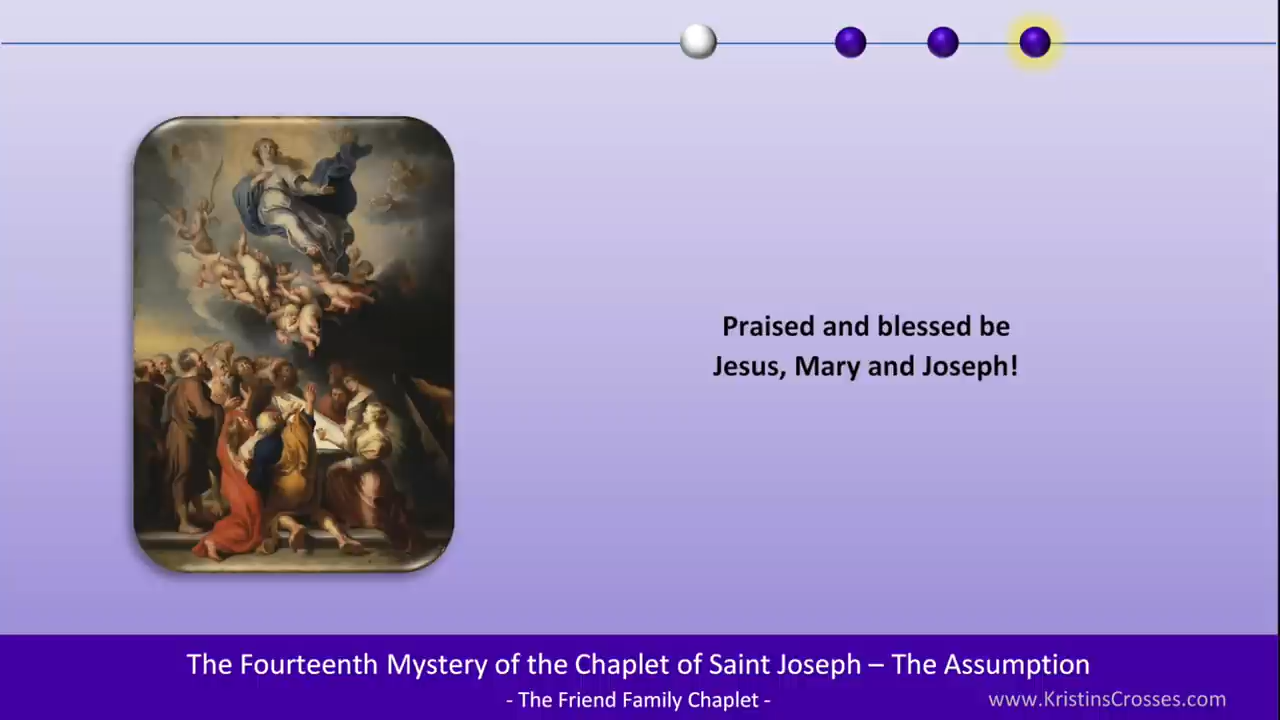 Praised and blessed be
Jesus, Mary and Joseph!
The Fourteenth Mystery of the Chaplet of Saint Joseph – The Assumption
- The Friend Family Chaplet -
www.KristinsCrosses.com